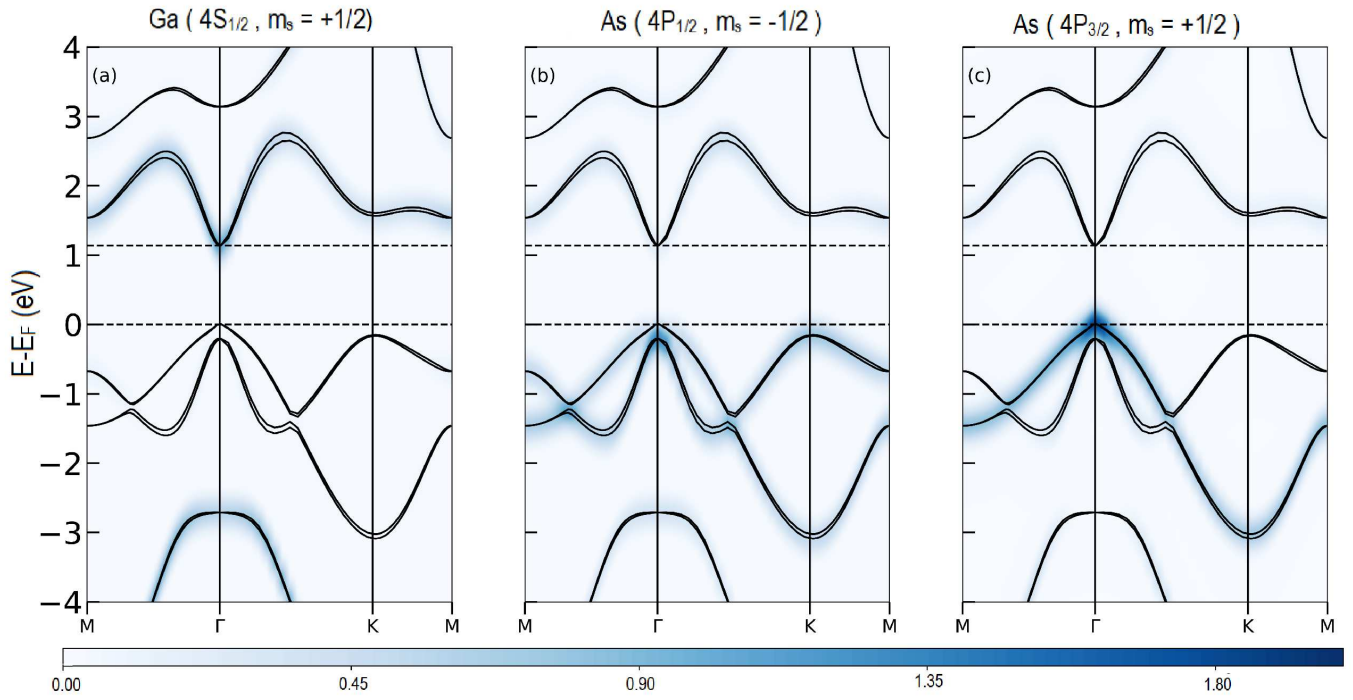 Ga ( 4S1/2 , ms = +1/2) As ( 4P1/2 , ms = -1/2) As ( 4P3/2 , ms = +1/2 )
(a) (b) (c)
E-EF (eV)
4
3
2
1
0
−1
−2
−3
−4
M Γ K M M Γ K M M Γ K M
0.00 0.45 0.90 1.35 1.80